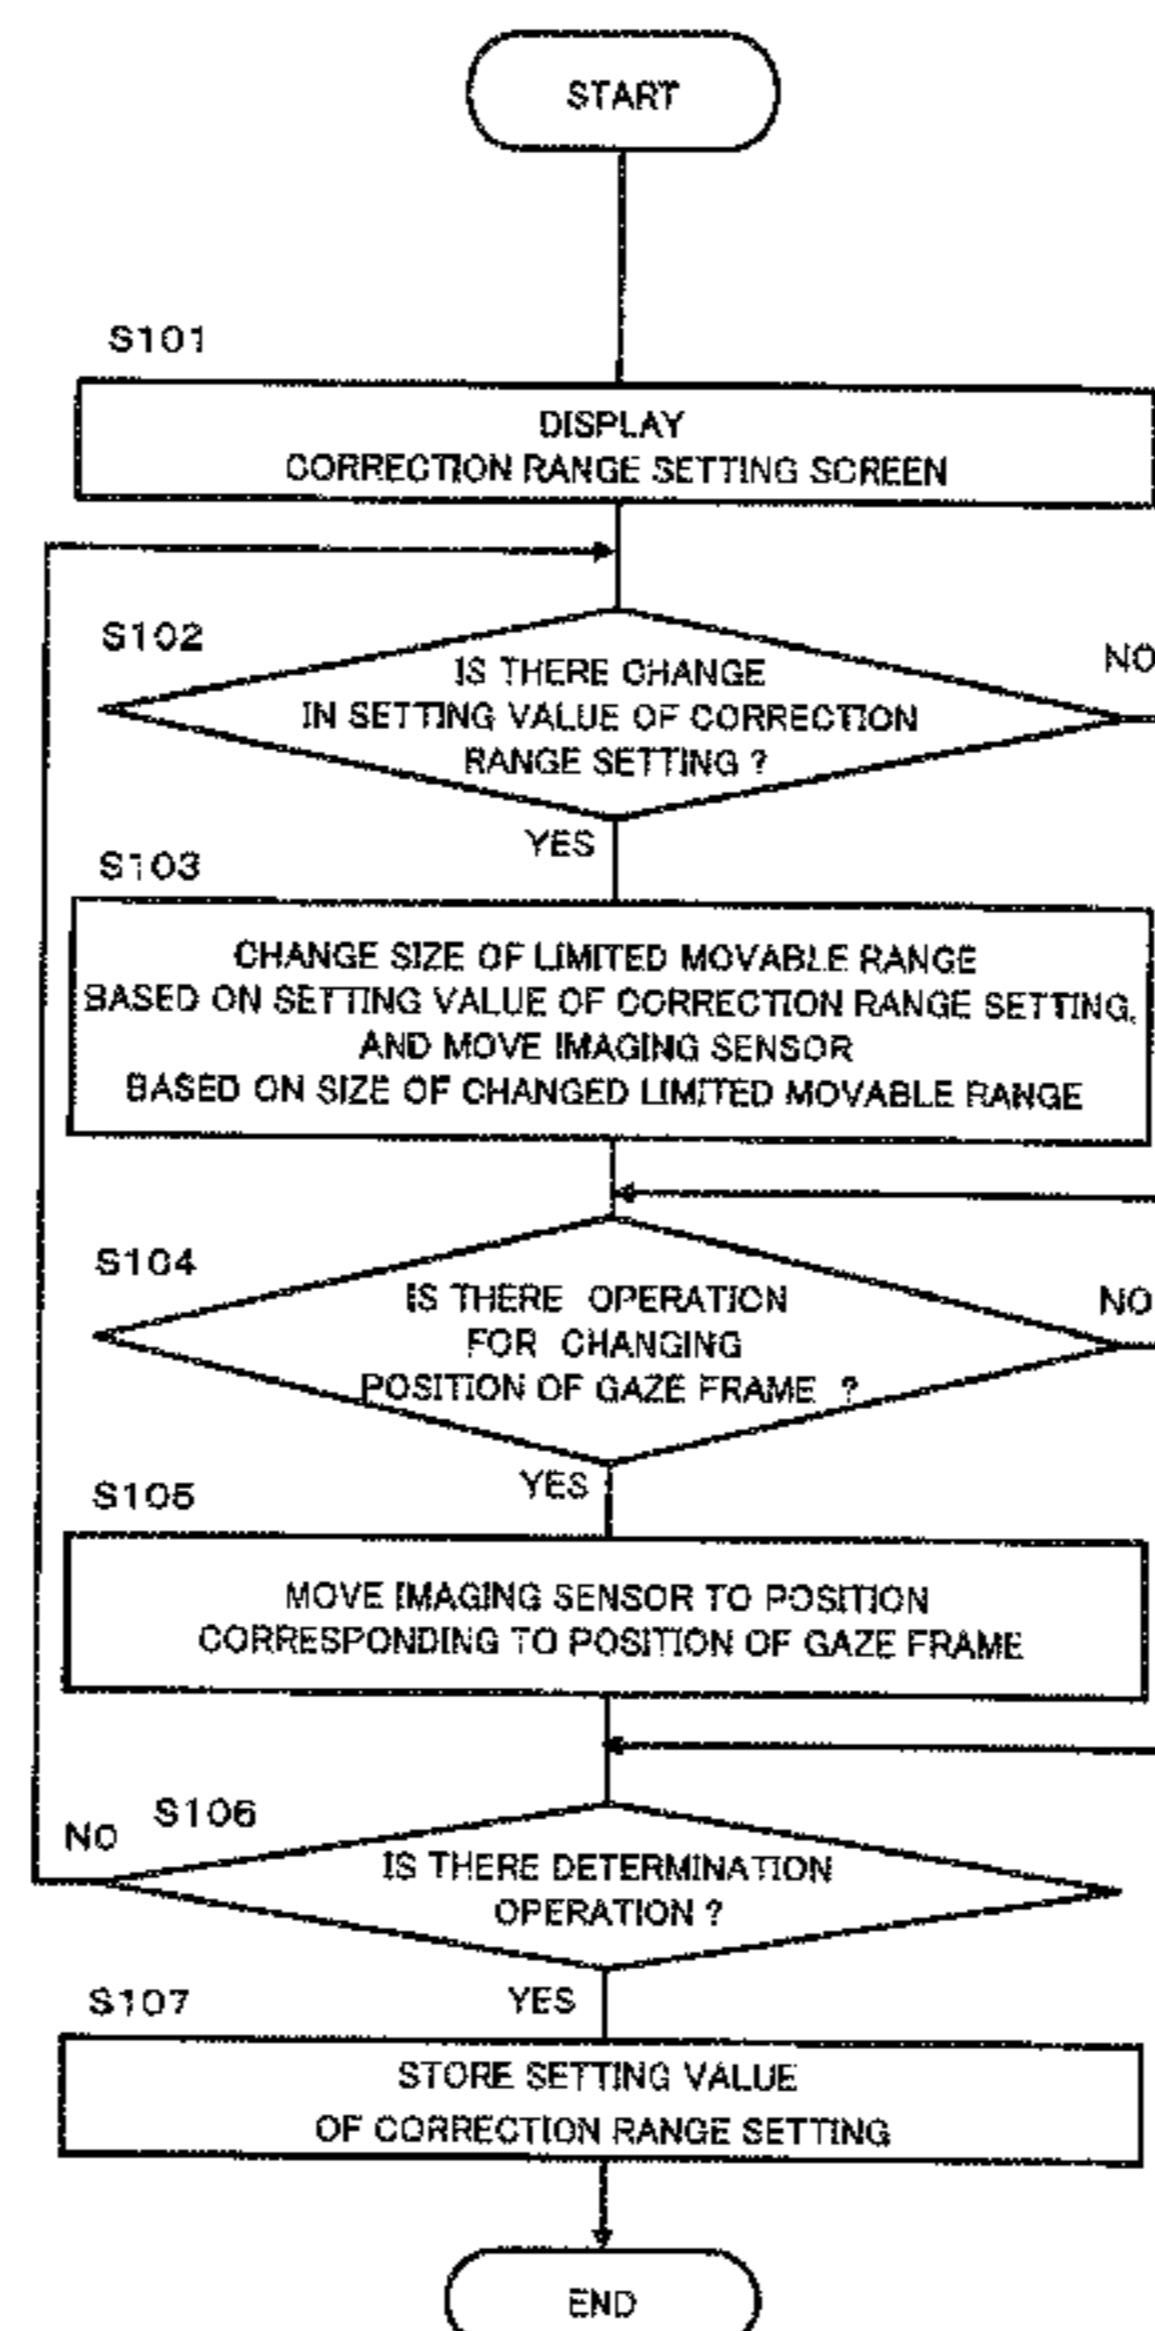 START
S101
DISPLAY
CORRECTION RANGE SETTING SCREEN
S102
IS THERE CHANGE
IN SETTING VALUE OF CORRECTION
RANGE SETTING ?
NO
YES
S103
CHANGE SIZE OF LIMITED MOVABLE RANGE
BASED ON SETTING VALUE OF CORRECTION RANGE SETTING,
AND MOVE IMAGING SENSOR
BASED ON SIZE OF CHANGED LIMITED MOVABLE RANGE
S104
IS THERE OPERATION
FOR CHANGING
POSITION OF GAZE FRAME ?
NO
YES
S105
MOVE IMAGING SENSOR TO POSITION
CORRESPONDING TO POSITION OF GAZE FRAME
S106
NO
IS THERE DETERMINATION
OPERATION ?
YES
S107
STORE SETTING VALUE
OF CORRECTION RANGE SETTING
END